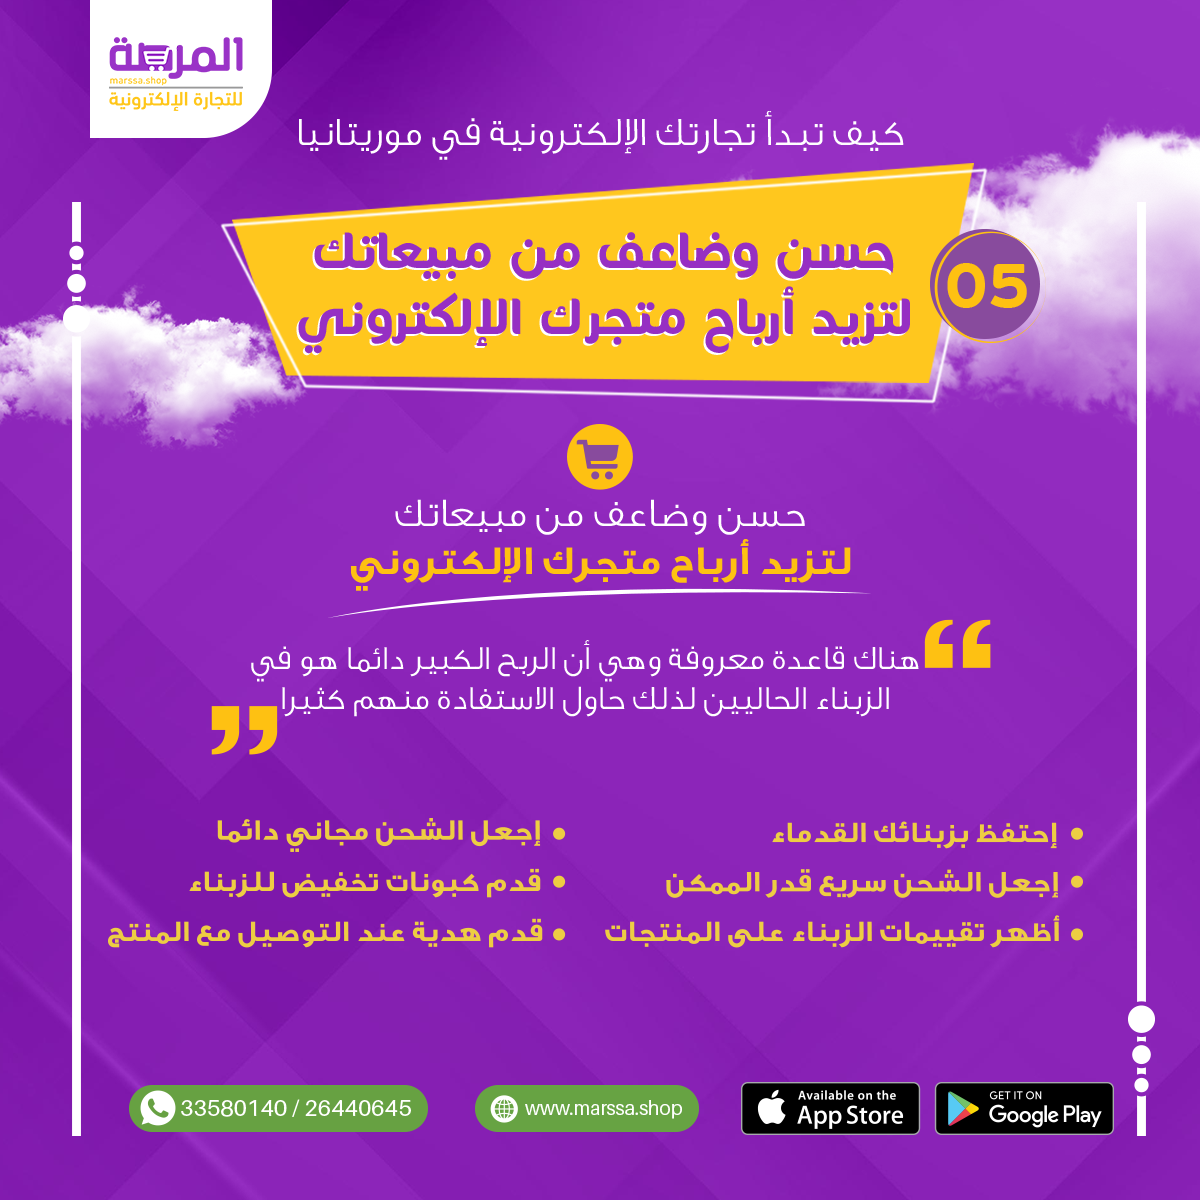 المرصة
marssa.shop
للتجارة الإلكترونية
كيف تبدأ تجارتك الإلكترونية في موريتانيا
05
حسن وضاعف من مبيعاتك
لتزيد أرباح متجرك الإلكتروني
حسن وضاعف من مبيعاتك
لتزيد أرباح متجرك الإلكتروني
“
هناك قاعدة معروفة وهي أن الربح الكبير دائما هو في
الزبناء الحاليين لذلك حاول الاستفادة منهم كثيرا
”
• إحتفظ بزبنائك القدماء
• إجعل الشحن سريع قدر الممكن
• أظهر تقييمات الزبناء على المنتجات
• إجعل الشحن مجاني دائما
• قدم كبونات تخفيض للزبناء
• قدم هدية عند التوصيل مع المنتج
33580140 / 26440645
www.marssa.shop
Available on the
App Store
GET IT ON
Google Play